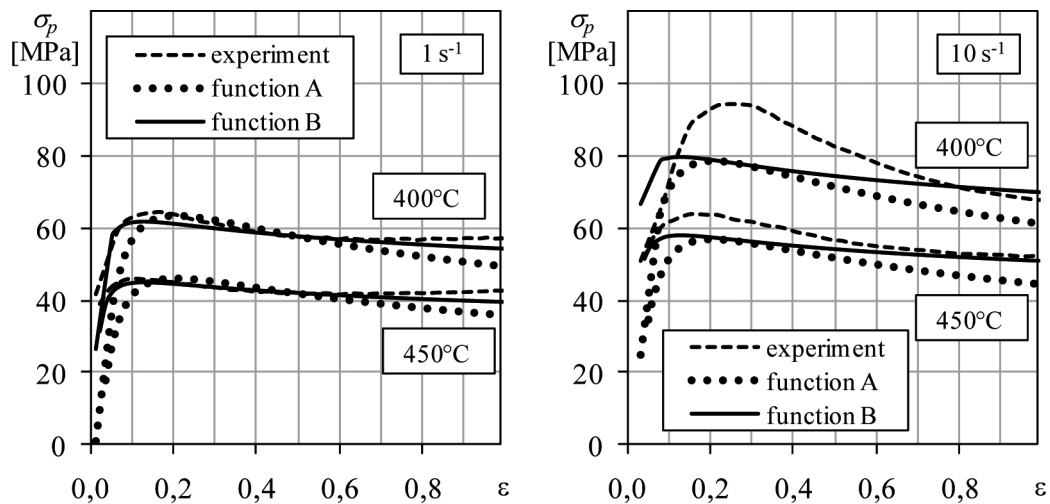 σp
[MPa]
1 s-1
experiment
function A
function B
100
80
60
40
20
0
400°C
450°C
0,0
0,2
0,4
0,6
0,8
ε
σp
[MPa]
10 s-1
100
80
60
40
20
0
400°C
450°C
experiment
function A
function B
0,0
0,2
0,4
0,6
0,8
ε